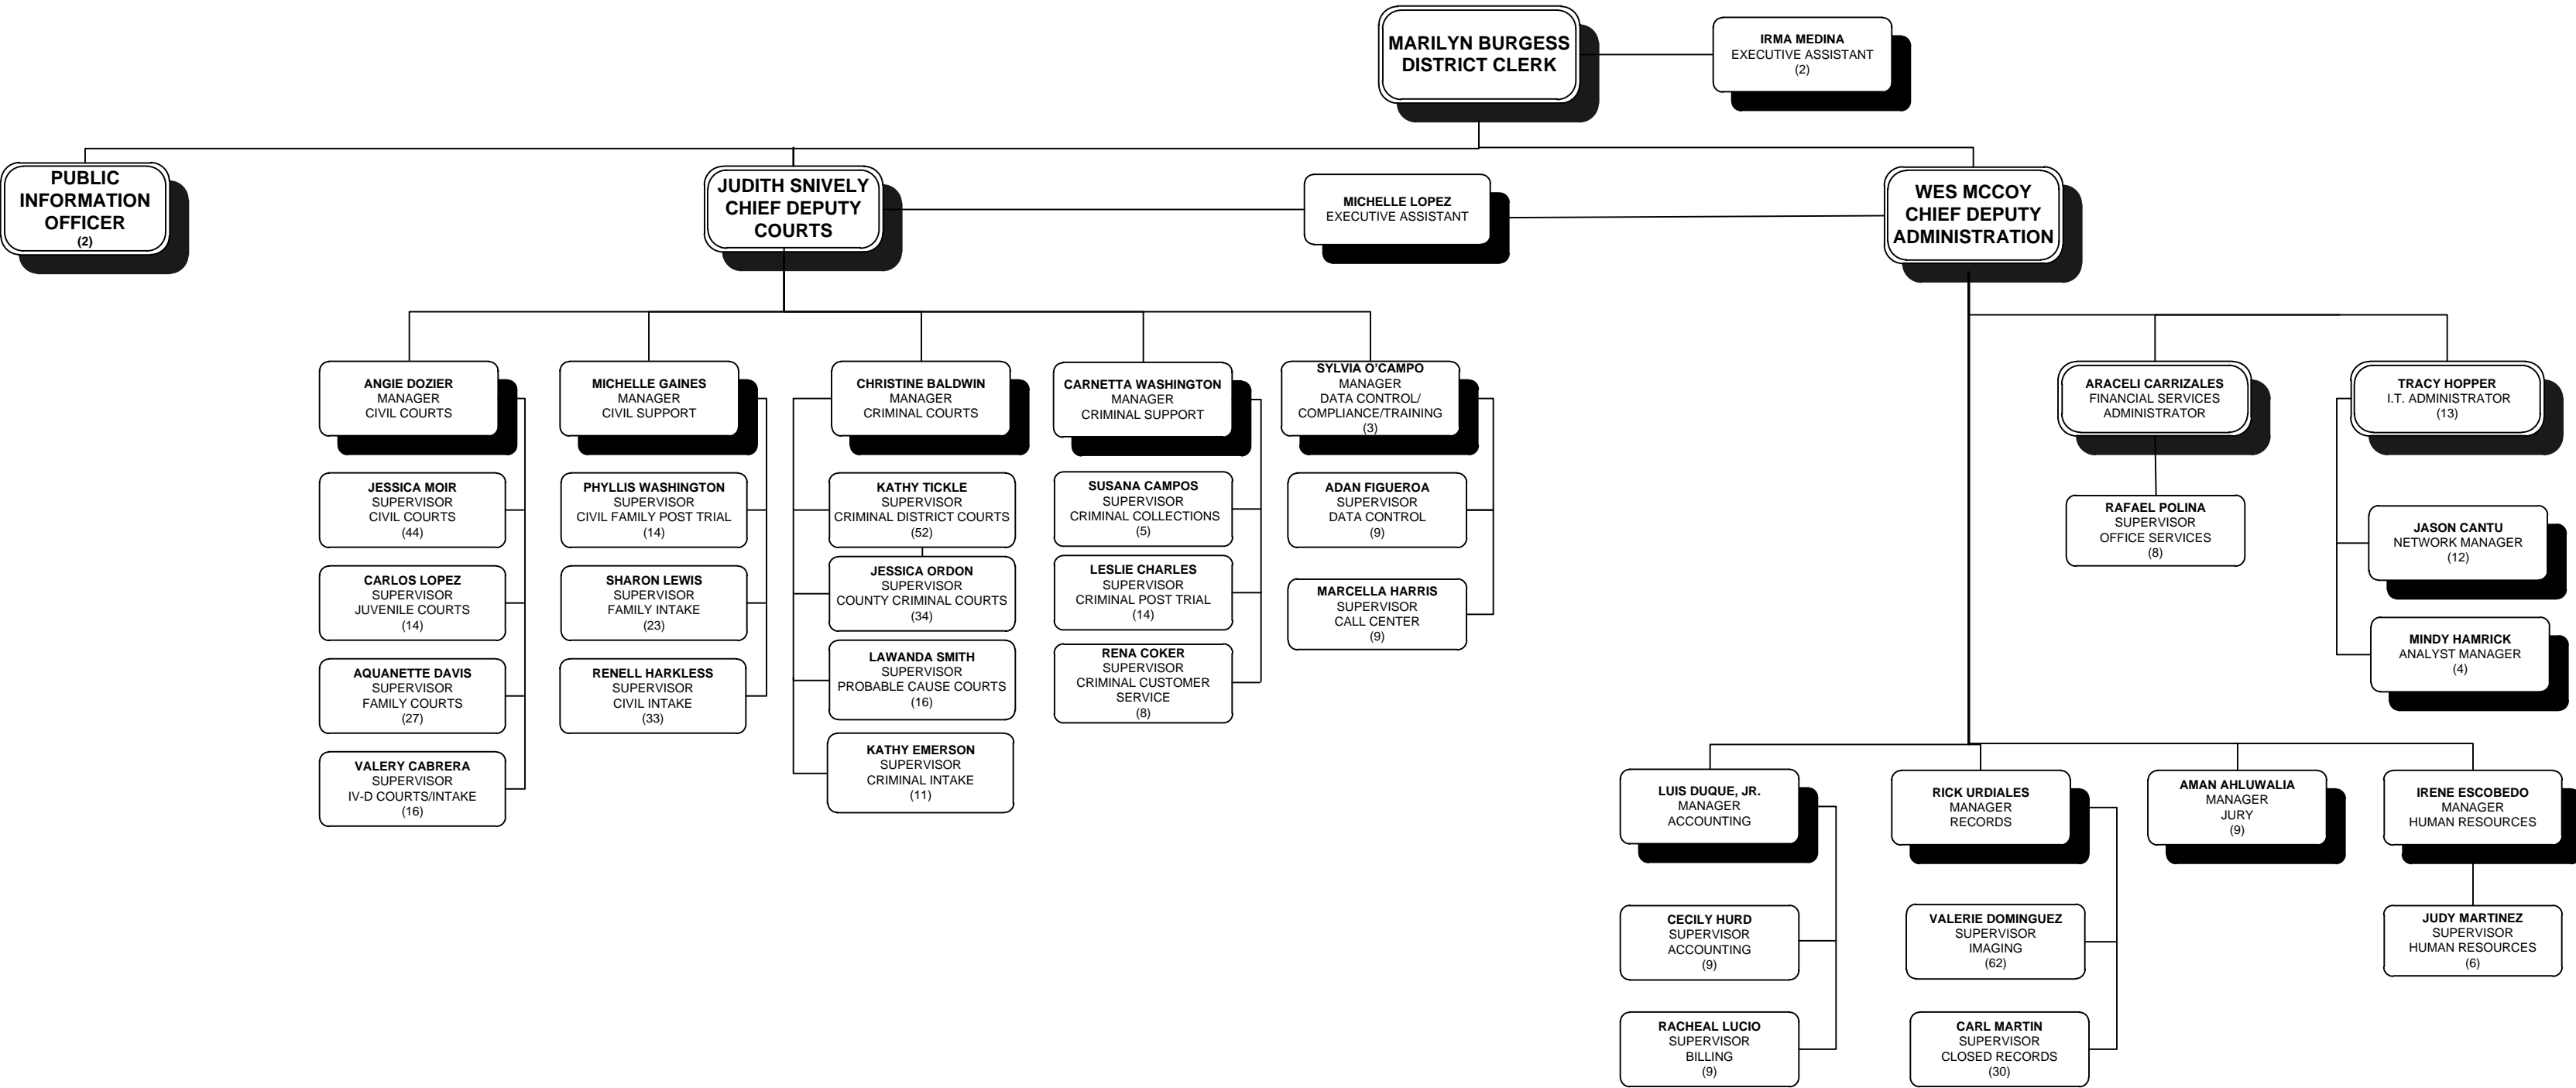 MARILYN BURGESS
DISTRICT CLERK
IRMA MEDINA
EXECUTIVE ASSISTANT
(2)
PUBLIC
INFORMATION
OFFICER
(2)
JUDITH SNIVELY
CHIEF DEPUTY
COURTS
MICHELLE LOPEZ
EXECUTIVE ASSISTANT
WES MCCOY
CHIEF DEPUTY
ADMINISTRATION
ANGIE DOZIER
MANAGER
CIVIL COURTS
JESSICA MOIR
SUPERVISOR
CIVIL COURTS
(44)
CARLOS LOPEZ
SUPERVISOR
JUVENILE COURTS
(14)
AQUANETTE DAVIS
SUPERVISOR
FAMILY COURTS
(27)
VALERY CABRERA
SUPERVISOR
IV-D COURTS/INTAKE
(16)
MICHELLE GAINES
MANAGER
CIVIL SUPPORT
PHYLLIS WASHINGTON
SUPERVISOR
CIVIL FAMILY POST TRIAL
(14)
SHARON LEWIS
SUPERVISOR
FAMILY INTAKE
(23)
RENELL HARKLESS
SUPERVISOR
CIVIL INTAKE
(33)
CHRISTINE BALDWIN
MANAGER
CRIMINAL COURTS
KATHY TICKLE
SUPERVISOR
CRIMINAL DISTRICT COURTS
(52)
JESSICA ORDON
SUPERVISOR
COUNTY CRIMINAL COURTS
(34)
LAWANDA SMITH
SUPERVISOR
PROBABLE CAUSE COURTS
(16)
KATHY EMERSON
SUPERVISOR
CRIMINAL INTAKE
(11)
CARNETTA WASHINGTON
MANAGER
CRIMINAL SUPPORT
SUSANA CAMPOS
SUPERVISOR
CRIMINAL COLLECTIONS
(5)
LESLIE CHARLES
SUPERVISOR
CRIMINAL POST TRIAL
(14)
RENA COKER
SUPERVISOR
CRIMINAL CUSTOMER
SERVICE
(8)
SYLVIA O’CAMPO
MANAGER
DATA CONTROL/
COMPLIANCE/TRAINING
(3)
ADAN FIGUEROA
SUPERVISOR
DATA CONTROL
(9)
MARCELLA HARRIS
SUPERVISOR
CALL CENTER
(9)
ARACELI CARRIZALES
FINANCIAL SERVICES
ADMINISTRATOR
RAFAEL POLINA
SUPERVISOR
OFFICE SERVICES
(8)
TRACY HOPPER
I.T. ADMINISTRATOR
(13)
JASON CANTU
NETWORK MANAGER
(12)
MINDY HAMRICK
ANALYST MANAGER
(4)
LUIS DUQUE, JR.
MANAGER
ACCOUNTING
CECILY HURD
SUPERVISOR
ACCOUNTING
(9)
RACHEAL LUCIO
SUPERVISOR
BILLING
(9)
RICK URDIALES
MANAGER
RECORDS
VALERIE DOMINGUEZ
SUPERVISOR
IMAGING
(62)
CARL MARTIN
SUPERVISOR
CLOSED RECORDS
(30)
AMAN AHLUWALIA
MANAGER
JURY
(9)
IRENE ESCOBEDO
MANAGER
HUMAN RESOURCES
JUDY MARTINEZ
SUPERVISOR
HUMAN RESOURCES
(6)